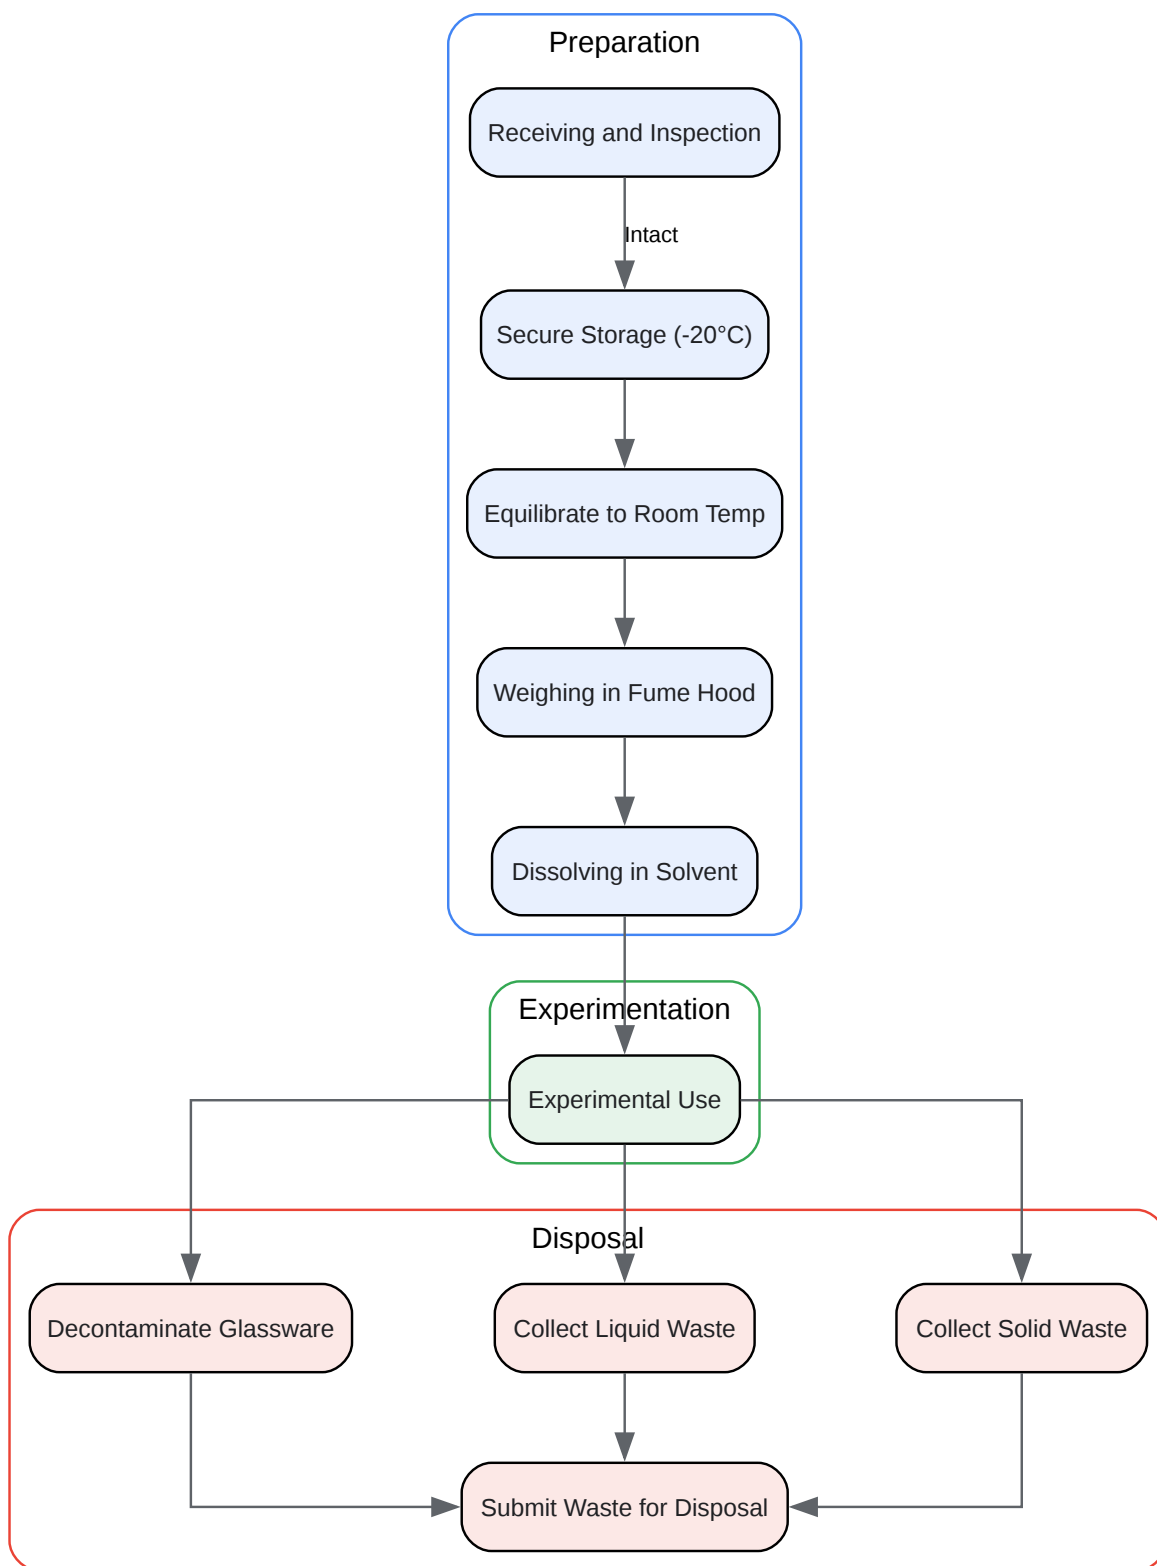 Preparation
Receiving and Inspection
Intact
Secure Storage (-20°C)
Equilibrate to Room Temp
Weighing in Fume Hood
Dissolving in Solvent
Experimentation
Experimental Use
Disposal
Decontaminate Glassware
Collect Liquid Waste
Collect Solid Waste
Submit Waste for Disposal